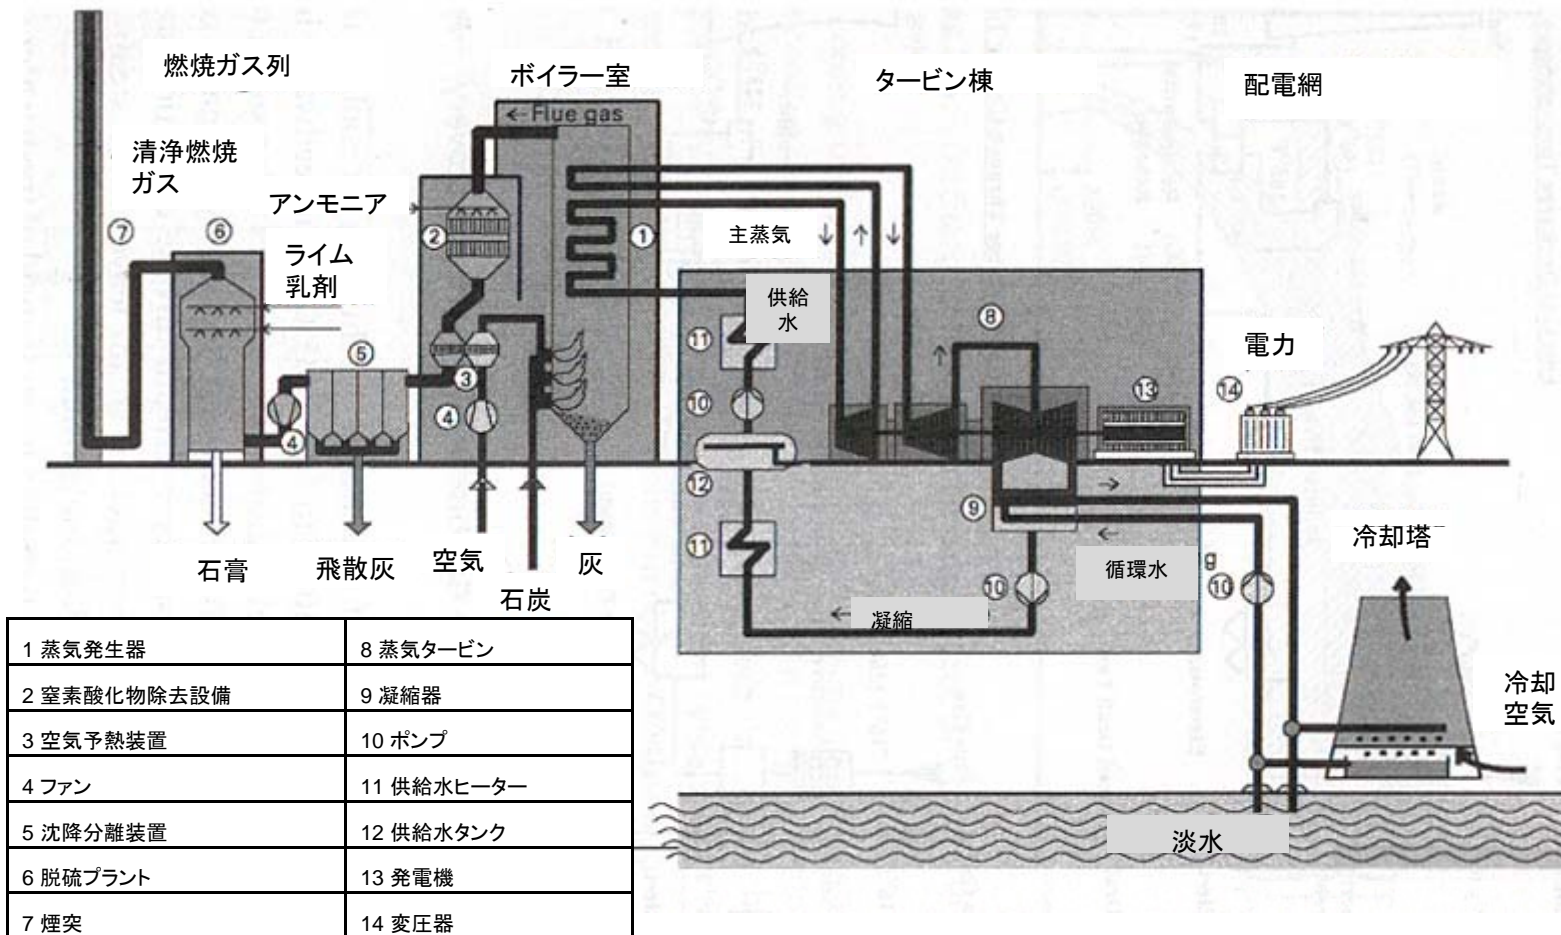 燃焼ガス列
ボイラー室
タービン棟
配電網
←Flue gas
清浄燃焼
ガス
アンモニア
ライム
乳剤
⑦
⑥
②
①
主蒸気
供給
水
⑧
⑪
⑤
③
④
④
⑩
電力
⑬
⑭
⑫
⑨
⑪
⑩
循環水
g
⑩
凝縮
冷却塔
石膏
飛散灰
空気
石炭
灰
冷却
空気
淡水
1 蒸気発生器
8 蒸気タービン
2 窒素酸化物除去設備
9 凝縮器
3 空気予熱装置
10 ポンプ
4 ファン
11 供給水ヒーター
5 沈降分離装置
12 供給水タンク
6 脱硫プラント
13 発電機
7 煙突
14 変圧器